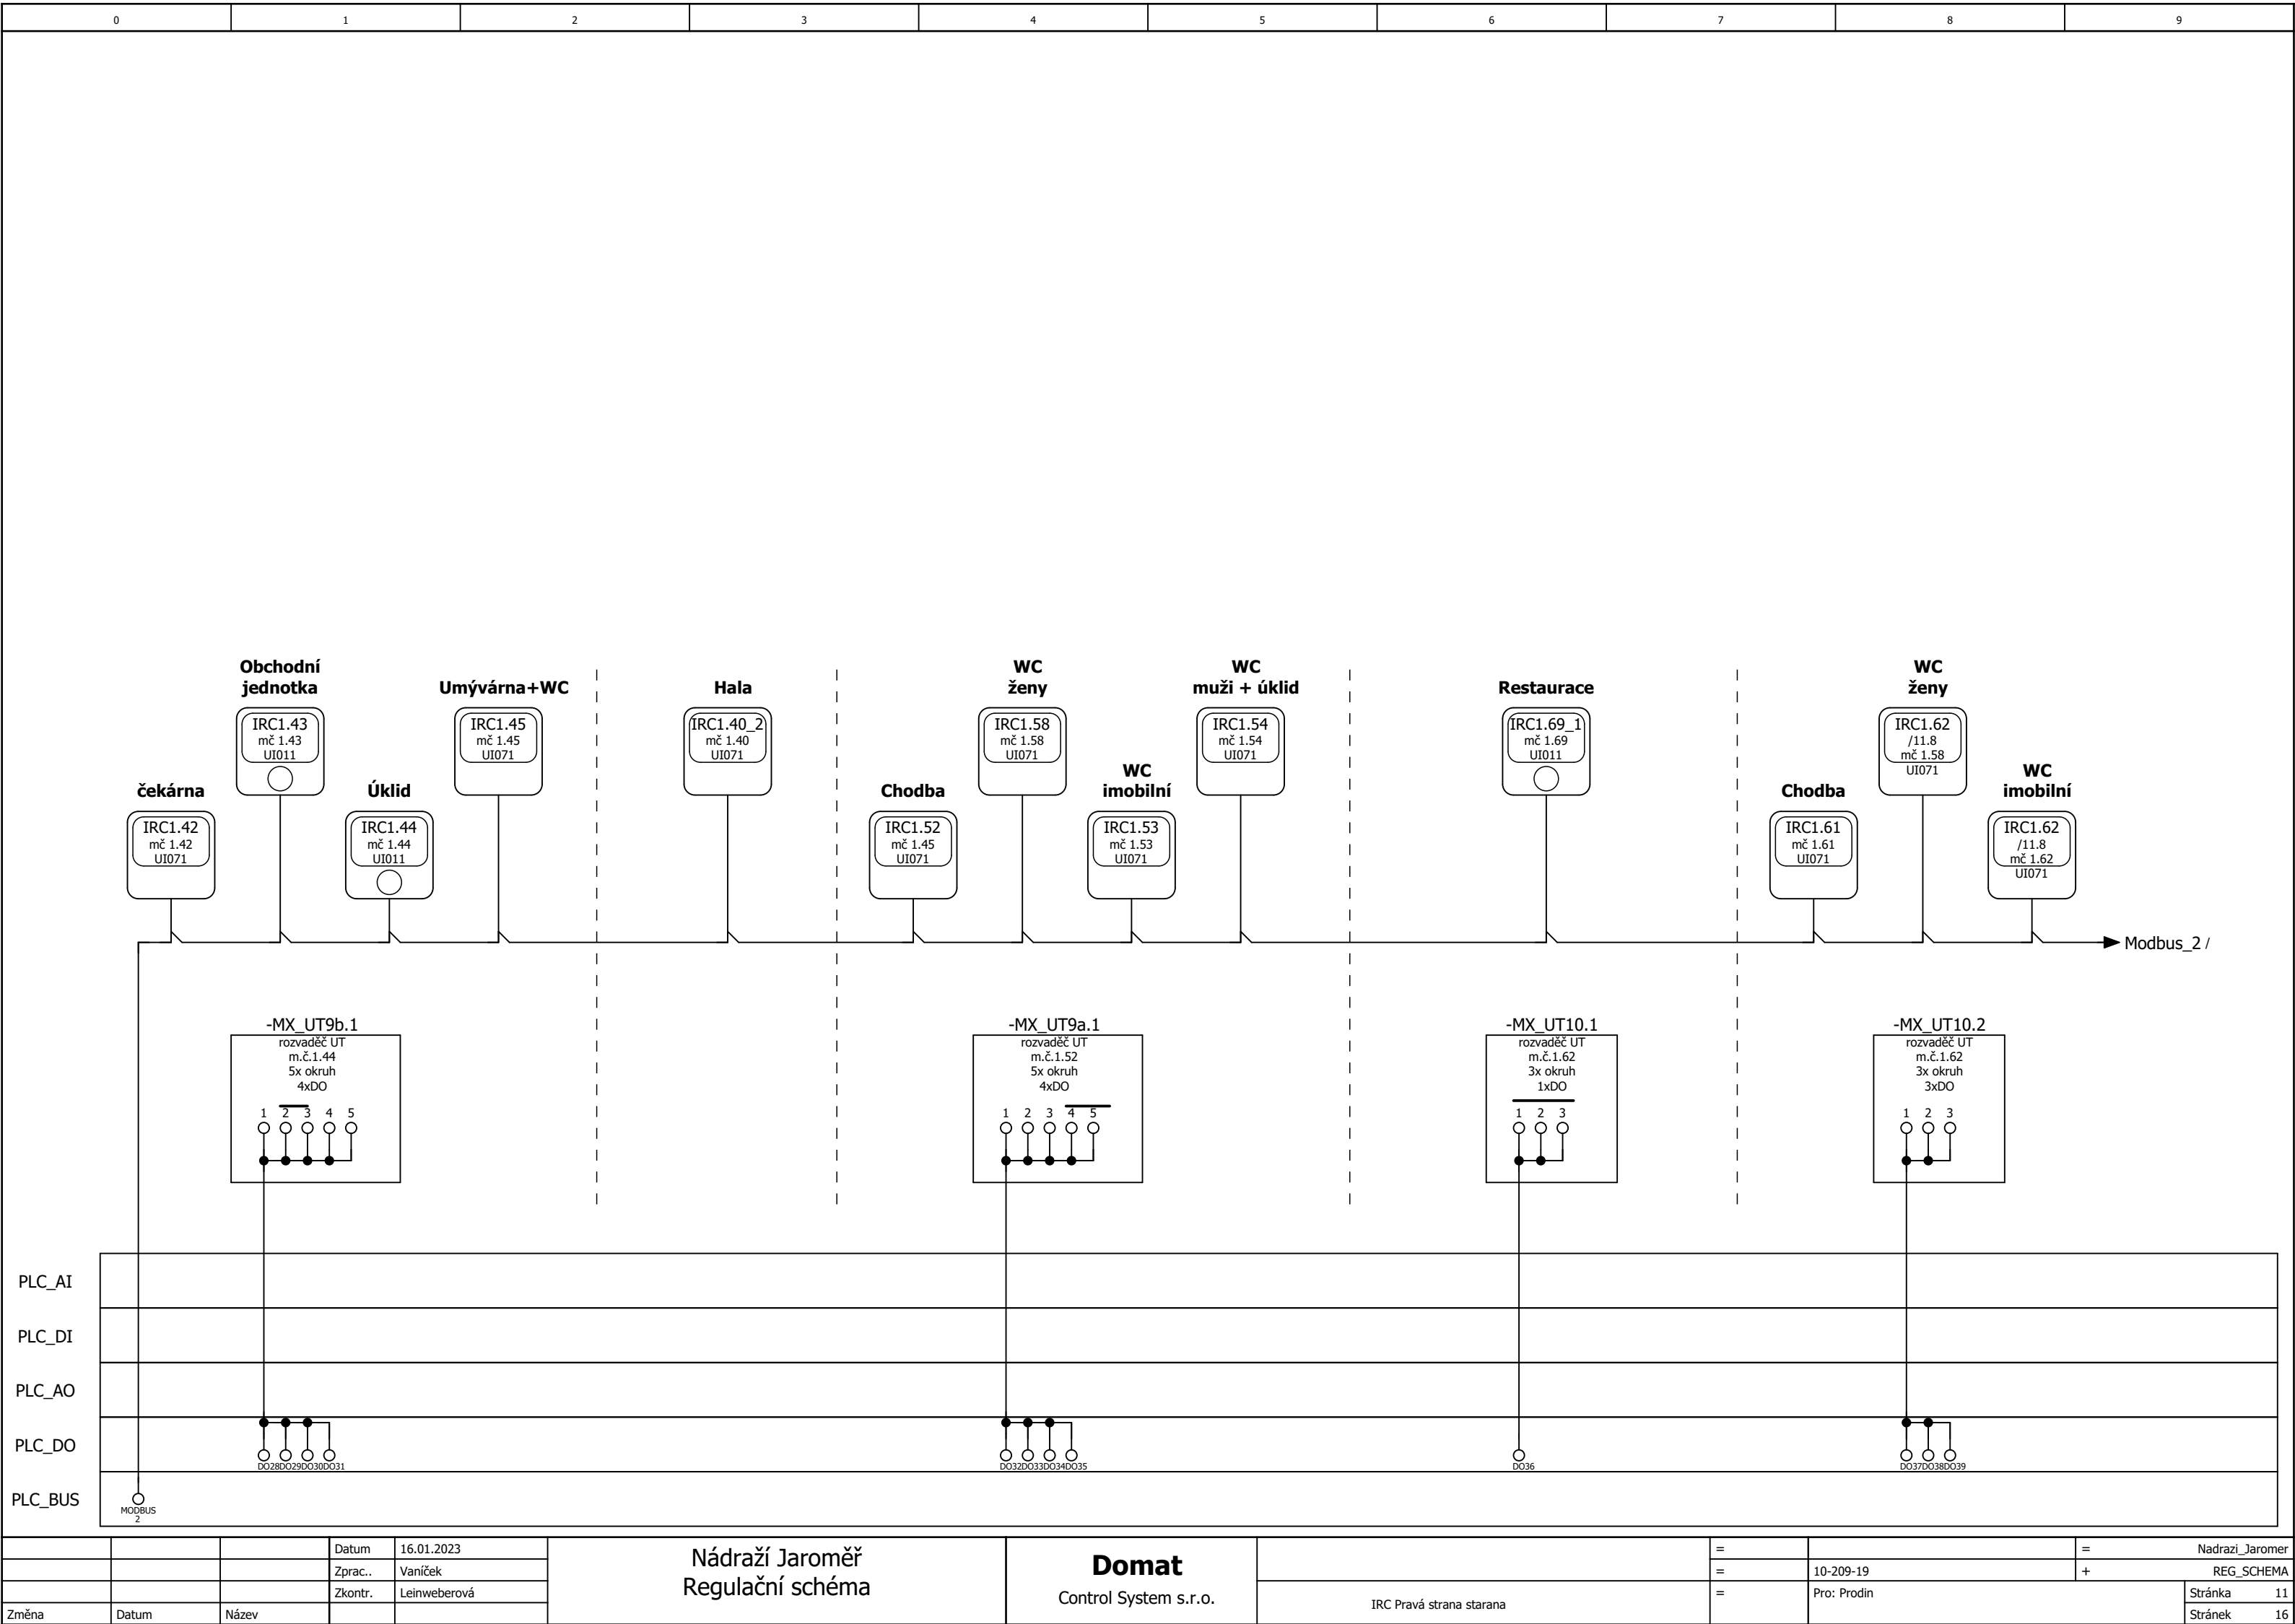 0 1 2 3 4 5 6 7 8 9
Obchodní
jednotka
Umývárna+WC
Hala
WC
ženy
WC
muži + úklid
Restaurace
WC
ženy
IRC1.43
mč 1.43
UI011
IRC1.45
mč 1.45
UI071
IRC1.40_2
mč 1.40
UI071
IRC1.58
mč 1.58
UI071
IRC1.54
mč 1.54
UI071
IRC1.69_1
mč 1.69
UI011
IRC1.62
/11.8
mč 1.58
UI071
čekárna
Úklid
Chodba
WC
imobilní
Chodba
WC
imobilní
IRC1.42
mč 1.42
UI071
IRC1.44
mč 1.44
UI011
IRC1.52
mč 1.45
UI071
IRC1.53
mč 1.53
UI071
IRC1.61
mč 1.61
UI071
IRC1.62
/11.8
mč 1.62
UI071
Modbus_2 /
-MX_UT9b.1
rozvaděč UT
m.č.1.44
5x okruh
4xDO
1 2 3 4 5
-MX_UT9a.1
rozvaděč UT
m.č.1.52
5x okruh
4xDO
1 2 3 4 5
-MX_UT10.1
rozvaděč UT
m.č.1.62
3x okruh
1xDO
1 2 3
-MX_UT10.2
rozvaděč UT
m.č.1.62
3x okruh
3xDO
1 2 3
PLC_AI
PLC_DI
PLC_AO
PLC_DO
DO28DO29DO30DO31
DO32DO33DO34DO35
DO36
DO37DO38DO39
PLC_BUS
MODBUS
2
Datum 16.01.2023
Zprac.. Vaníček
Zkontr. Leinweberová
Změna Datum Název
Nádraží Jaroměř
Regulační schéma
Domat
Control System s.r.o.
IRC Pravá strana starana
= = Nadrazi_Jaromer
= 10-209-19 + REG_SCHEMA
= Pro: Prodin Stránka 11
Stránek 16